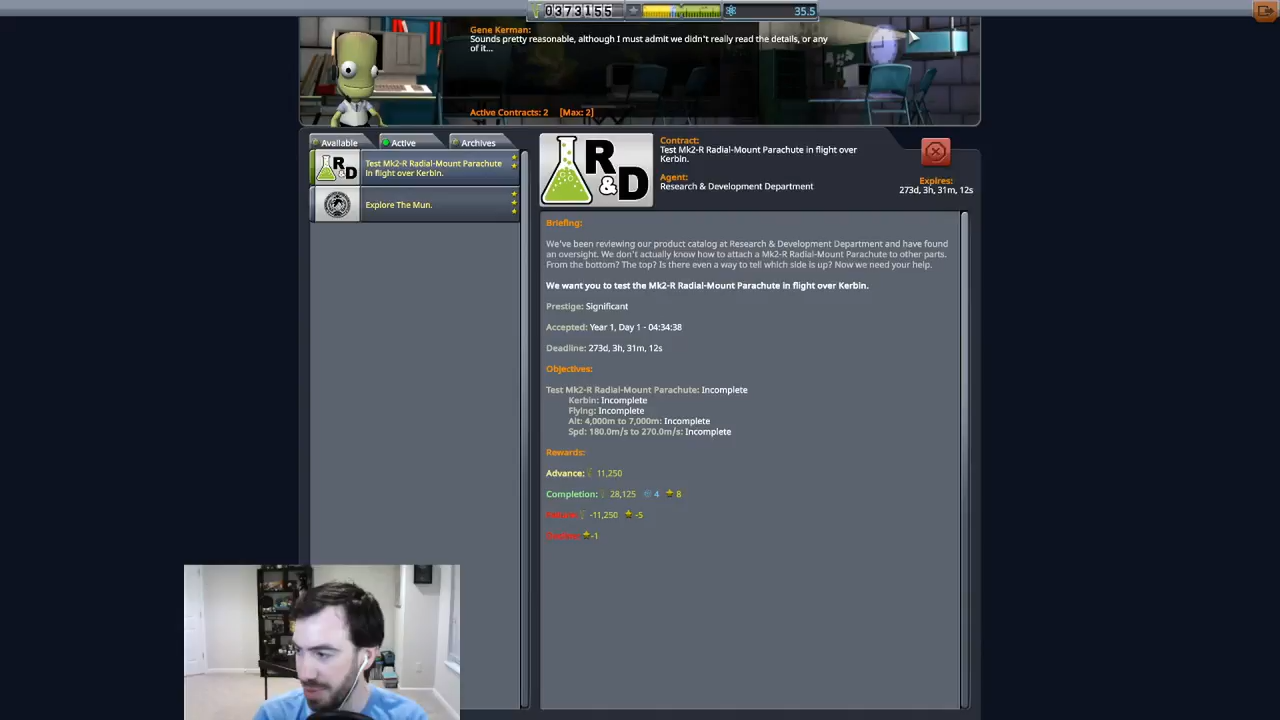 0373155
35.5
Gene Kerman:
Sounds pretty reasonable, although I must admit we didn't really read the details, or any
of it...
Active Contracts: 2 [Max: 2]
Available
Active
Archives
R&D
Test Mk2-R Radial-Mount Parachute
in flight over Kerbin.
Explore The Mun.
R&D
Contract:
Test Mk2-R Radial-Mount Parachute in flight over
Kerbin.
Agent:
Research & Development Department
Expires:
273d, 3h, 31m, 12s
Briefing:
We've been reviewing our product catalog at Research & Development Department and have found
an oversight. We don't actually know how to attach a Mk2-R Radial-Mount Parachute to other parts.
From the bottom? The top? Is there even a way to tell which side is up? Now we need your help.
We want you to test the Mk2-R Radial-Mount Parachute in flight over Kerbin.
Prestige: Significant
Accepted: Year 1, Day 1 - 04:34:38
Deadline: 273d, 3h, 31m, 12s
Objectives:
Test Mk2-R Radial-Mount Parachute: Incomplete
Kerbin: Incomplete
Flying: Incomplete
Alt: 4,000m to 7,000m: Incomplete
Spd: 180.0m/s to 270.0m/s: Incomplete
Rewards:
Advance: 11,250
Completion: 28,125 4 8
-11,250 -5
-1